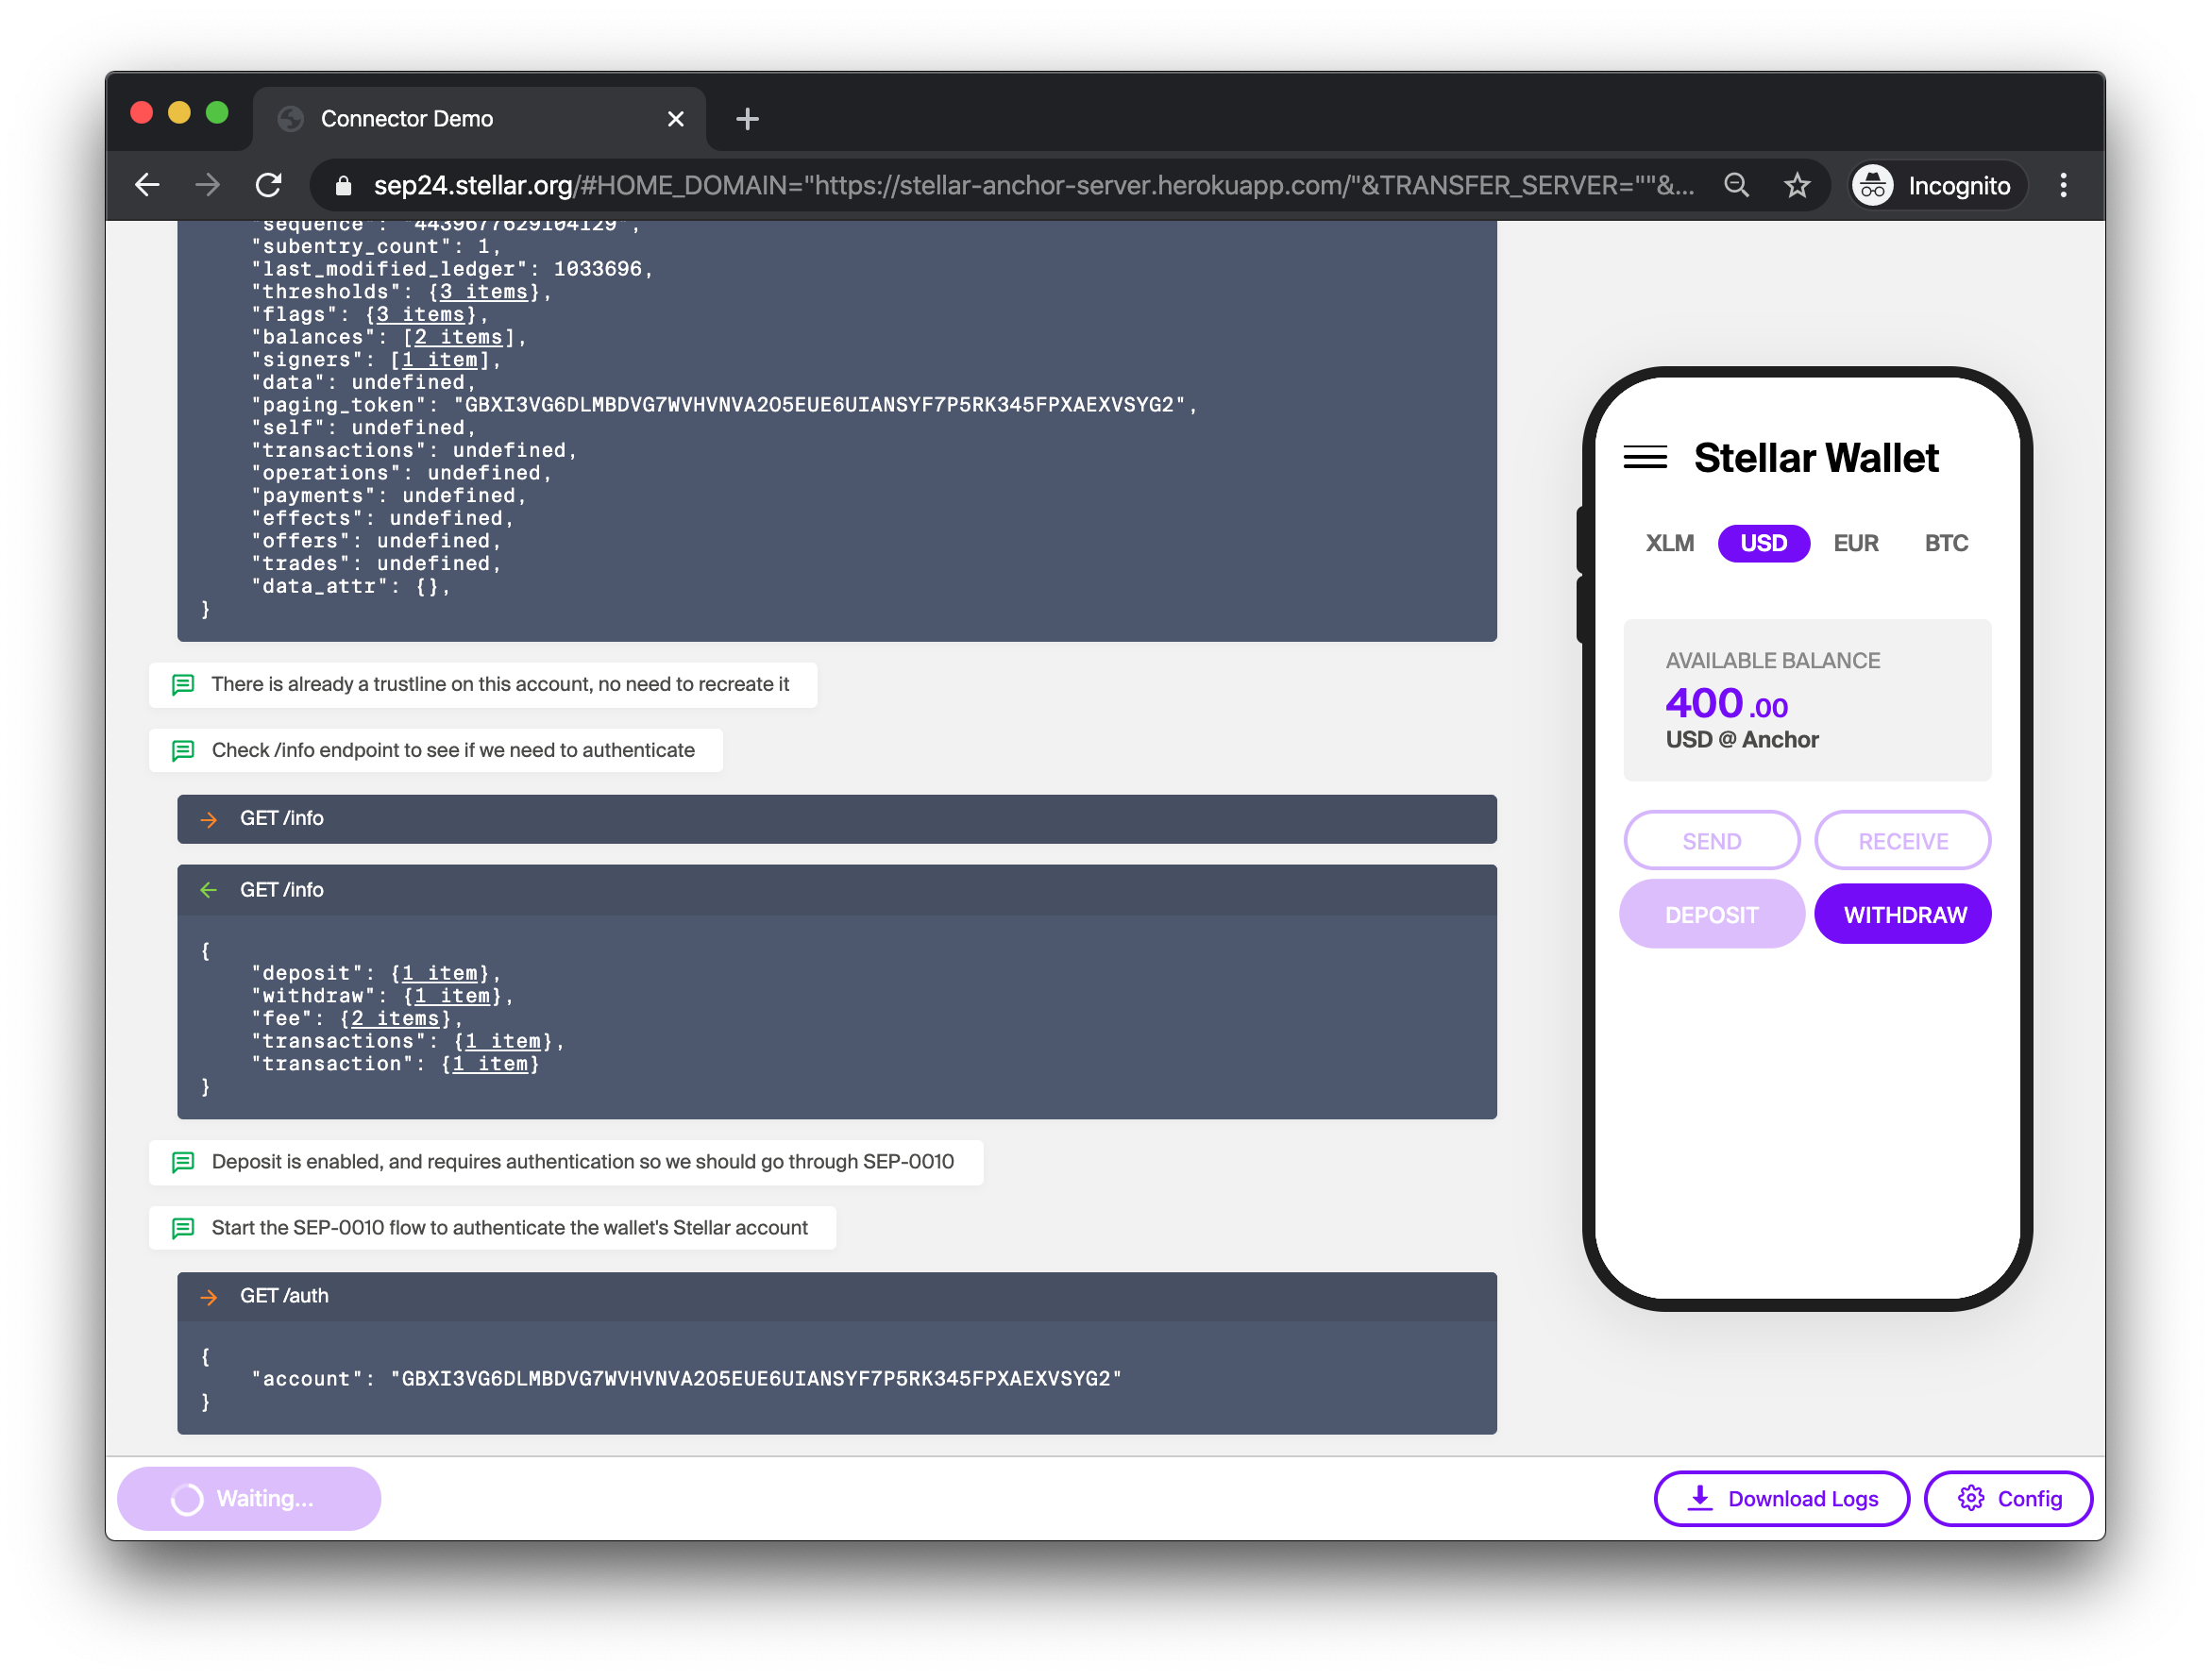 Connector Demo
sep24.stellar.org/#HOME_DOMAIN="https://stellar-anchor-server.herokuapp.com/"&TRANSFER_SERVER=""&...
Incognito
"sequence": "4439677629104129",
"subentry_count": 1,
"last_modified_ledger": 1033696,
"thresholds": {3 items},
"flags": {3 items},
"balances": [2 items],
"signers": [1 item],
"data": undefined,
"paging_token": "GBXI3VG6DLMBDVG7WVHVNVA2O5EUE6UIANSYF7P5RK345FPXAEXVSYG2",
"self": undefined,
"transactions": undefined,
"operations": undefined,
"payments": undefined,
"effects": undefined,
"offers": undefined,
"trades": undefined,
"data_attr": {},
}
There is already a trustline on this account, no need to recreate it
Check /info endpoint to see if we need to authenticate
GET /info
GET /info
{
"deposit": {1 item},
"withdraw": {1 item},
"fee": {2 items},
"transactions": {1 item},
"transaction": {1 item}
}
Deposit is enabled, and requires authentication so we should go through SEP-0010
Start the SEP-0010 flow to authenticate the wallet's Stellar account
GET /auth
{
"account": "GBXI3VG6DLMBDVG7WVHVNVA2O5EUE6UIANSYF7P5RK345FPXAEXVSYG2"
}
Stellar Wallet
XLM USD EUR BTC
AVAILABLE BALANCE
400.00
USD @ Anchor
SEND RECEIVE
DEPOSIT WITHDRAW
Waiting...
Download Logs
Config